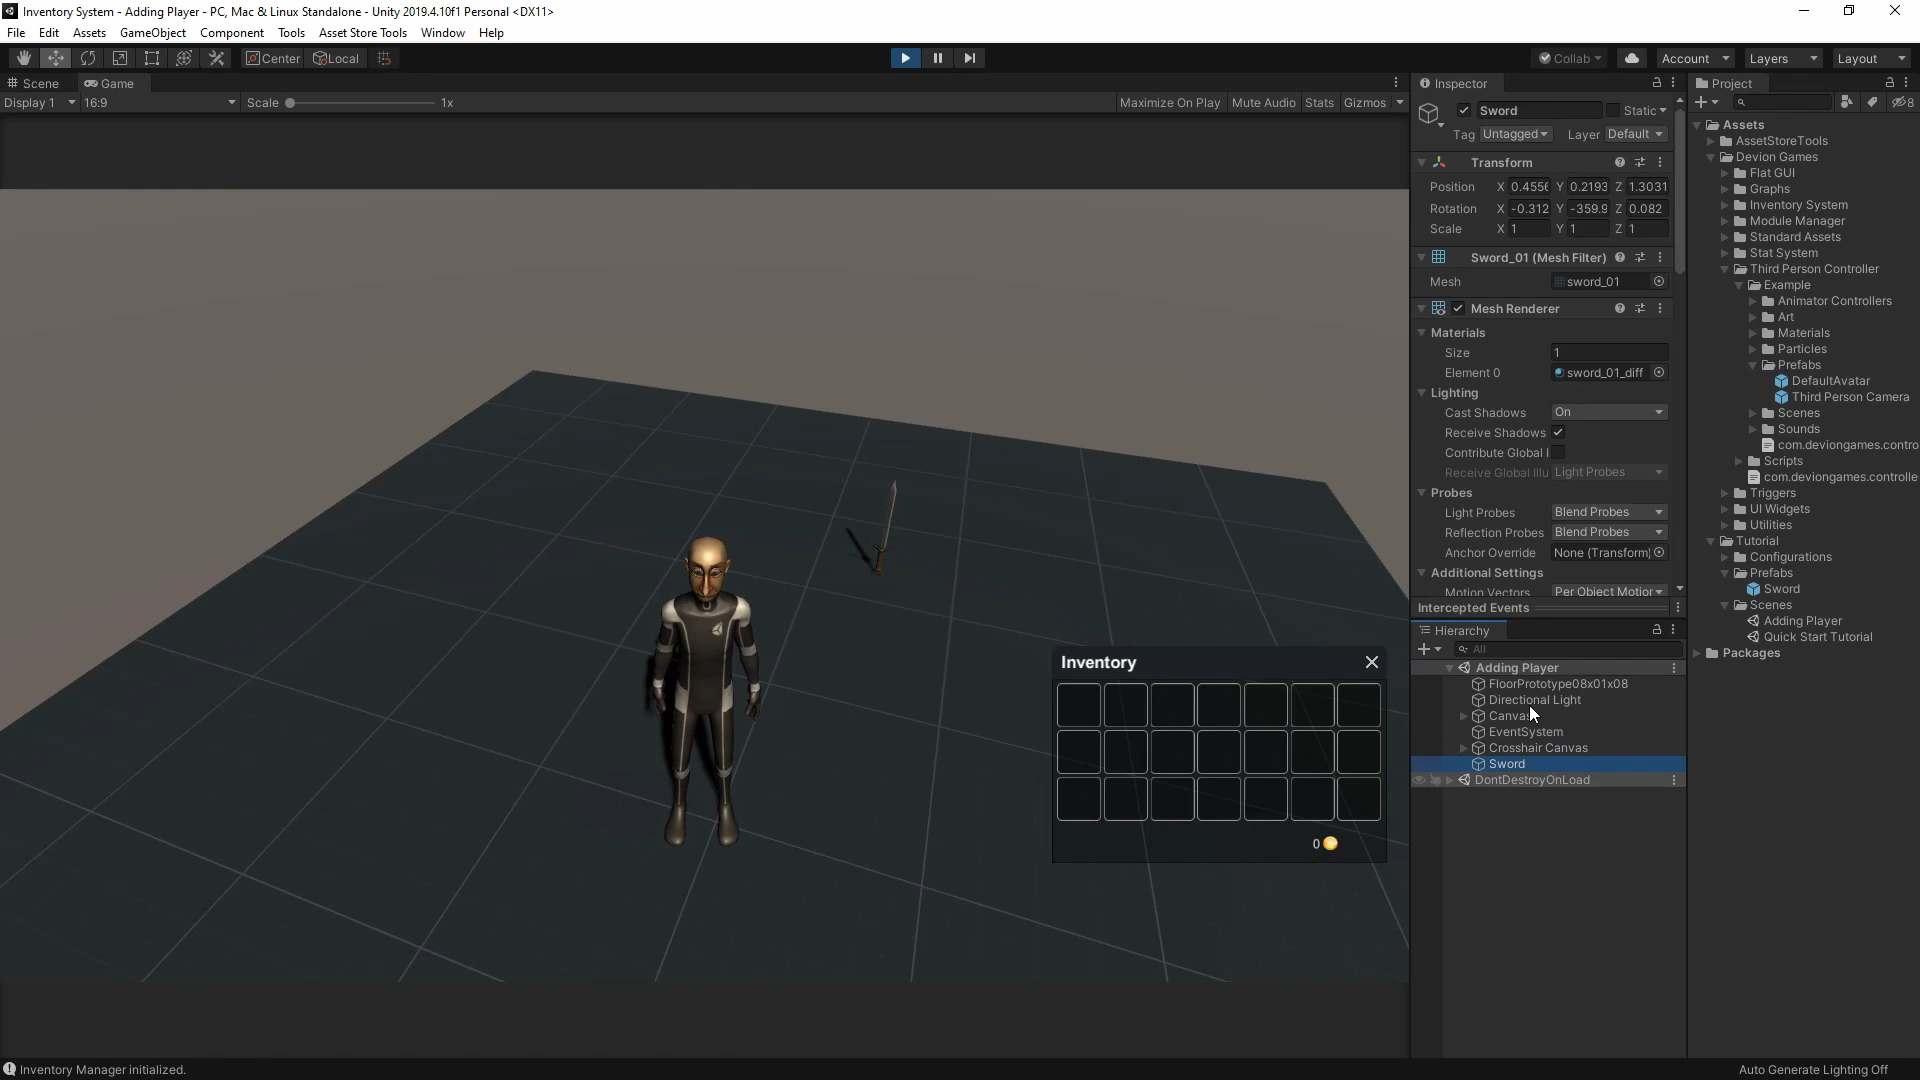 Inventory System - Adding Player - PC, Mac & Linux Standalone - Unity 2019.4.10f1 Personal <DX11>
File Edit Assets GameObject Component Tools Asset Store Tools Window Help
Center Local Collab Account Layers Layout
Scene Game
Display 1 16:9 Scale 1x Maximize On Play Mute Audio Stats Gizmos
Inventory
0
Inspector
Sword Static
Tag Untagged Layer Default
Transform
Position X 0.4556 Y 0.2193 Z 1.3031
Rotation X -0.312 Y -359.9 Z 0.082
Scale X 1 Y 1 Z 1
Sword_01 (Mesh Filter)
Mesh sword_01
Mesh Renderer
Materials
Size 1
Element 0 sword_01_diff
Lighting
Cast Shadows On
Receive Shadows
Contribute Global I
Receive Global Illu Light Probes
Probes
Light Probes Blend Probes
Reflection Probes Blend Probes
Anchor Override None (Transform)
Additional Settings
Motion Vectors Per Object Motior
Intercepted Events
Hierarchy
All
Adding Player
FloorPrototype08x01x08
Directional Light
Canvas
EventSystem
Crosshair Canvas
Sword
DontDestroyOnLoad
Project
8
Assets
AssetStoreTools
Devion Games
Flat GUI
Graphs
Inventory System
Module Manager
Standard Assets
Stat System
Third Person Controller
Example
Animator Controllers
Art
Materials
Particles
Prefabs
DefaultAvatar
Third Person Camera
Scenes
Sounds
com.deviongames.contro
Scripts
com.deviongames.controlle
Triggers
UI Widgets
Utilities
Tutorial
Configurations
Prefabs
Sword
Scenes
Adding Player
Quick Start Tutorial
Packages
Inventory Manager initialized.
Auto Generate Lighting Off